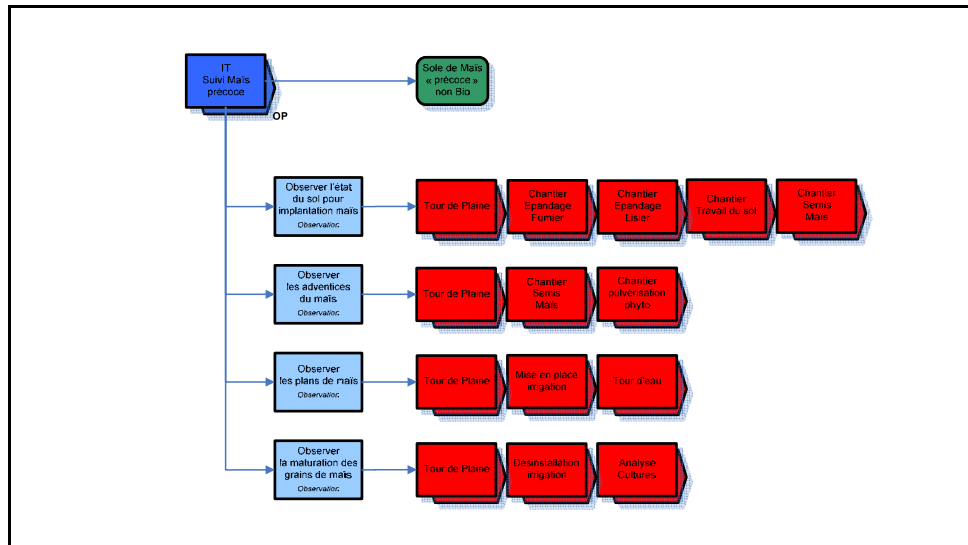 IT
Suivi Maïs
précoce
OP
Sole de Maïs
« précoce »
non Bio
Observer l'état
du sol pour
implantation maïs
Observation
Tour de Plaine
Chantier
Epandage
Fumier
Chantier
Epandage
Lisier
Chantier
Travail du sol
Chantier
Semis
Maïs
Observer
les adventices
du maïs
Observation
Tour de Plaine
Chantier
Semis
Maïs
Chantier
pulvérisation
phyto
Observer
les plans de maïs
Observation
Tour de Plaine
Mise en place
irrigation
Tour d'eau
Observer
la maturation des
grains de maïs
Observation
Tour de Plaine
Désinstallation
irrigation
Analyse
Cultures